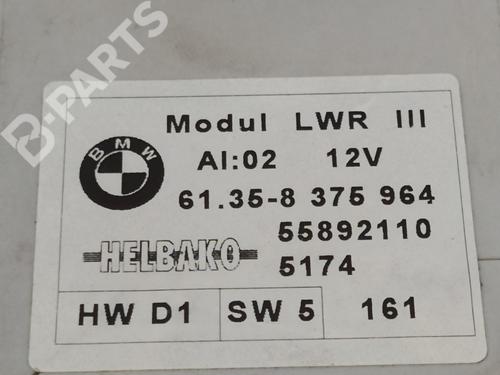 B-PARTS
Modul LWR III
BMW
AI:02 12V
61.35-8 375 964
55892110
HELBAKO
5174
HW D1 SW 5 161